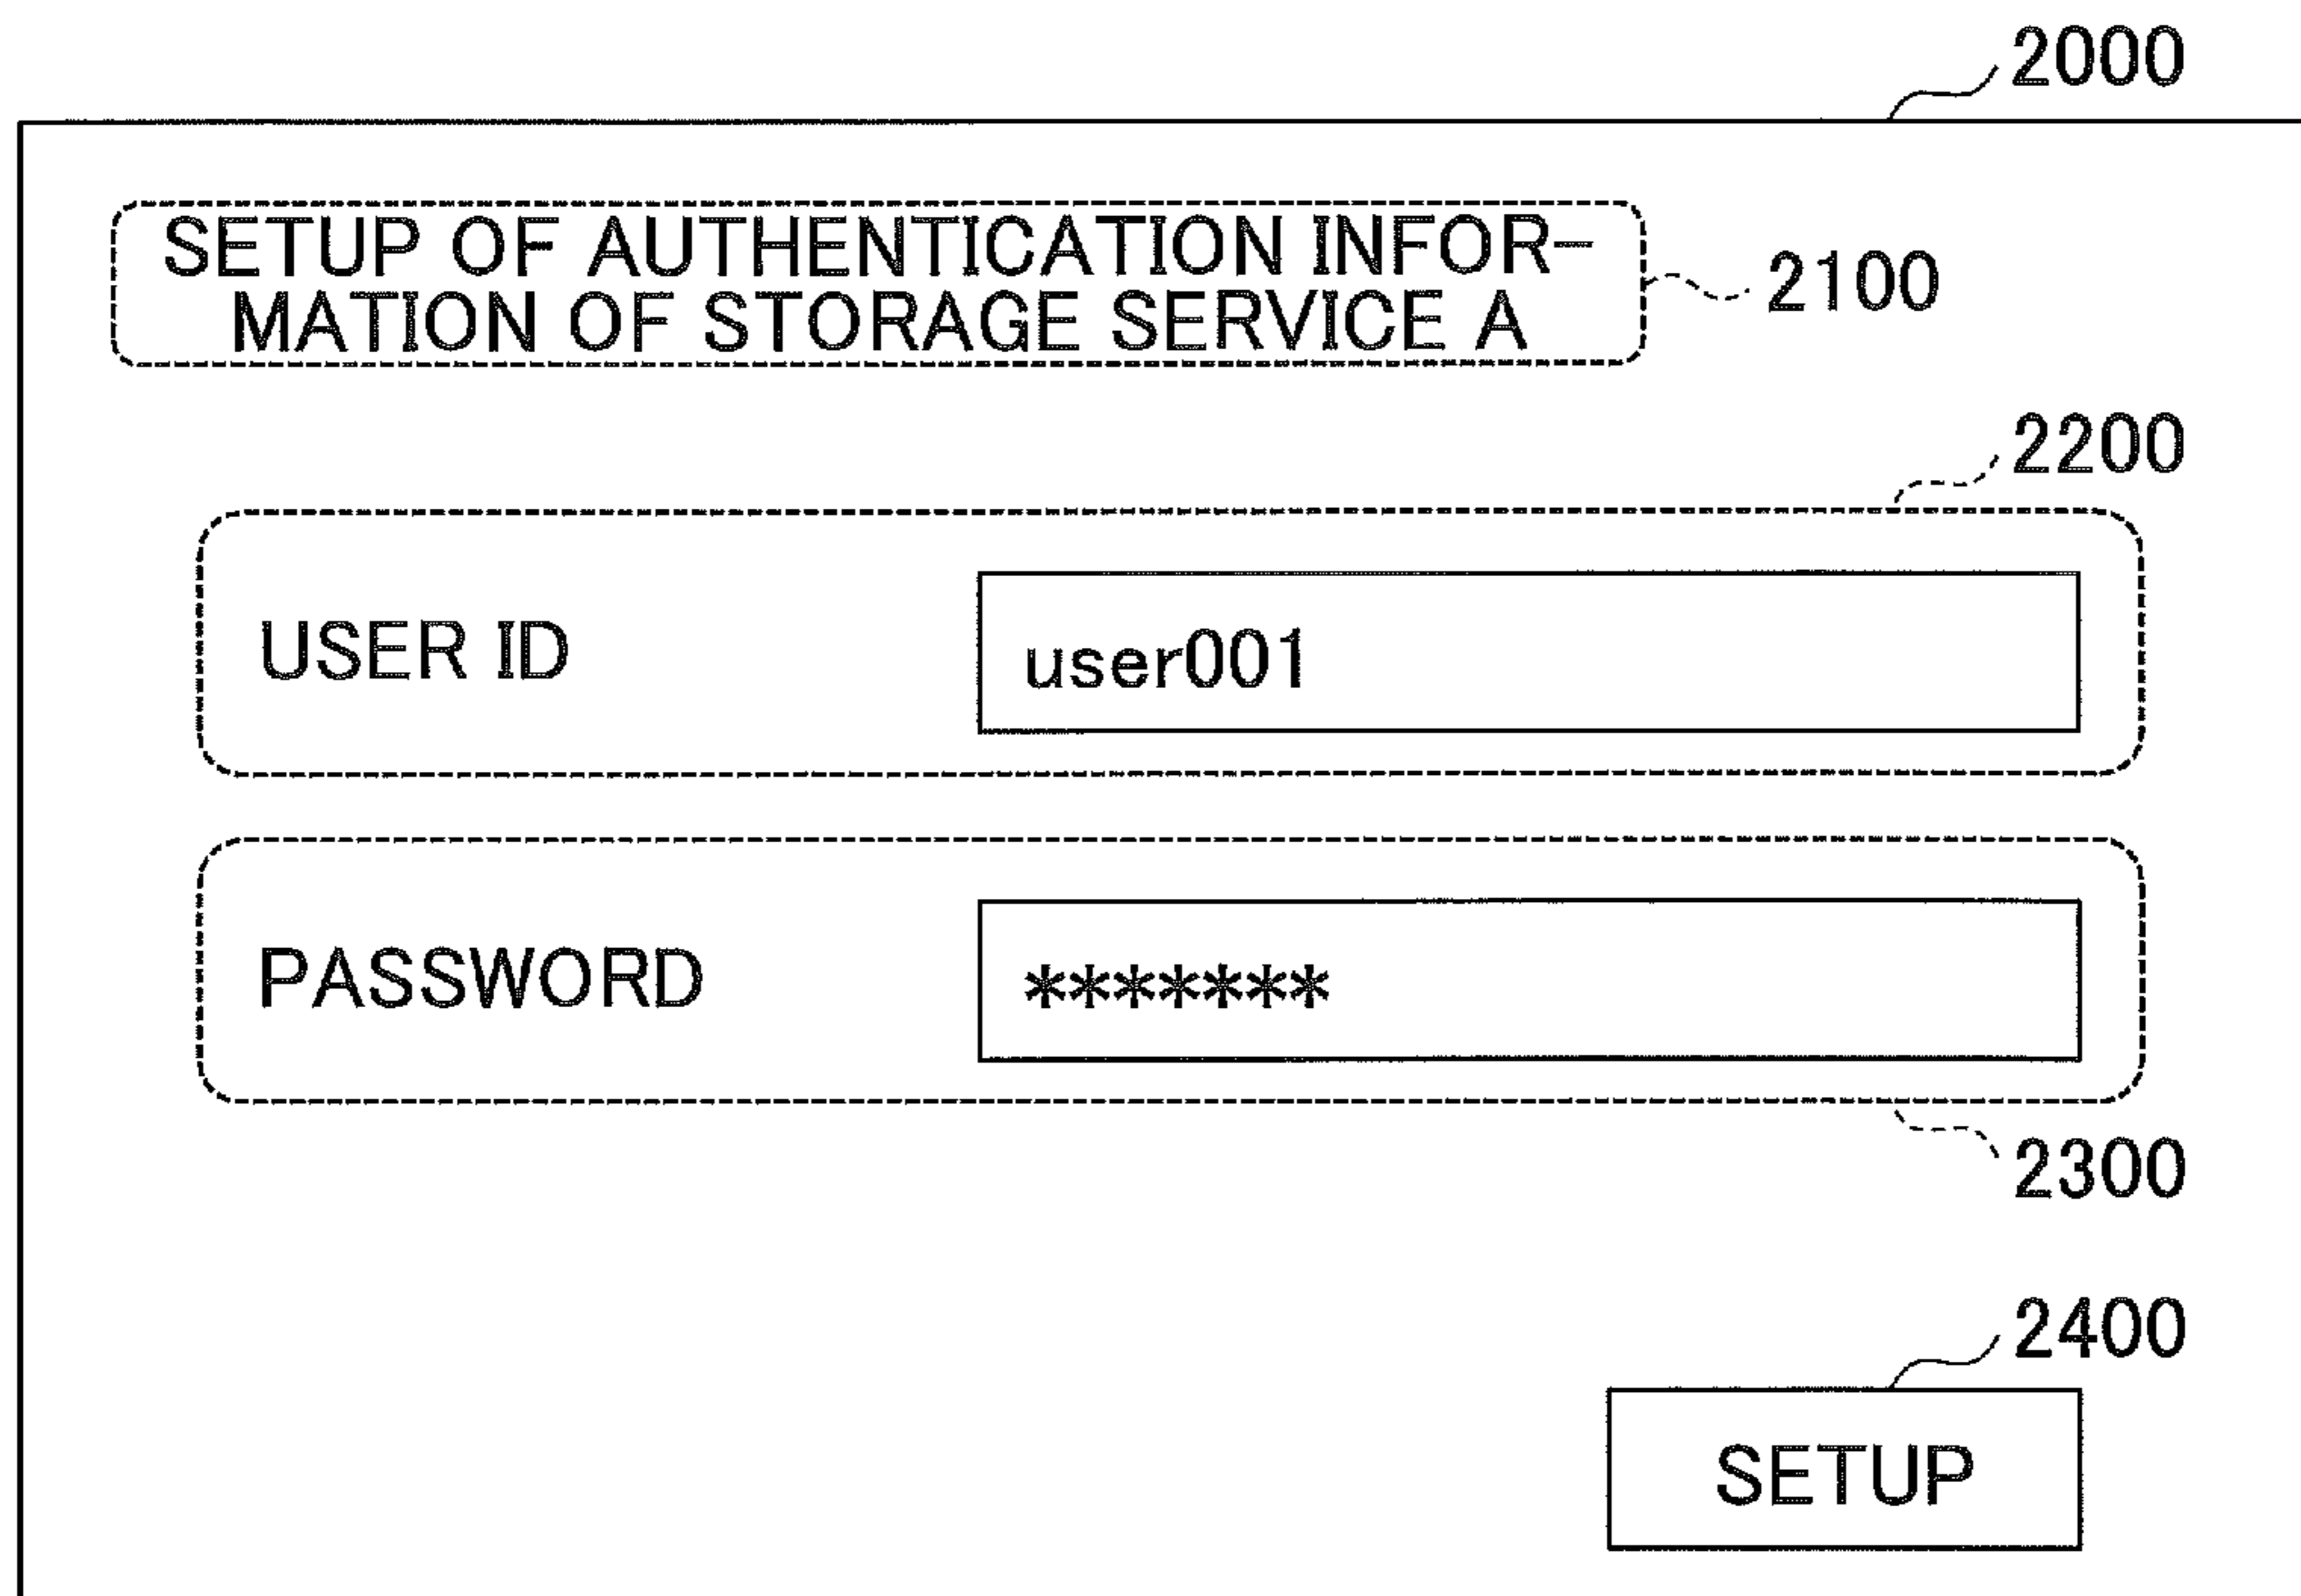 2000
SETUP OF AUTHENTICATION INFOR-
MATION OF STORAGE SERVICE A
2100
2200
USER ID
user001
PASSWORD
*******
2300
2400
SETUP